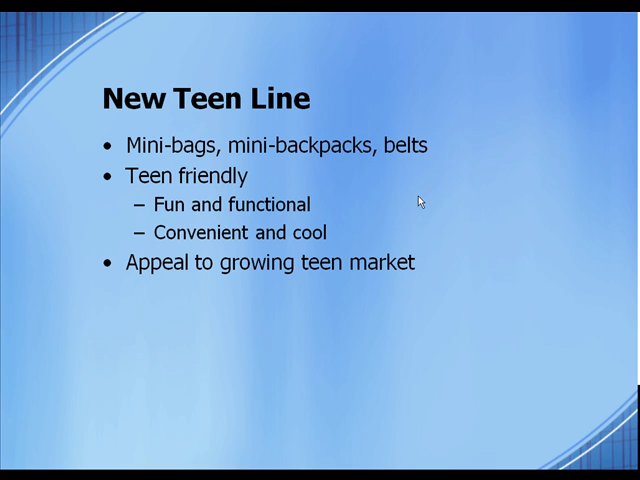 New Teen Line
• Mini-bags, mini-backpacks, belts
• Teen friendly
– Fun and functional
– Convenient and cool
• Appeal to growing teen market